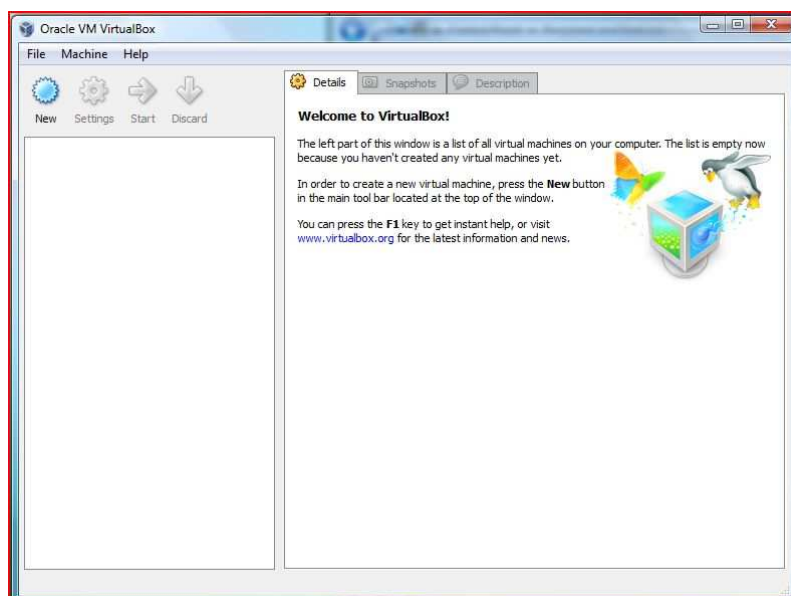 Oracle VM VirtualBox
File Machine Help
New Settings Start Discard
Details Snapshots Description
Welcome to VirtualBox!
The left part of this window is a list of all virtual machines on your computer. The list is empty now
because you haven't created any virtual machines yet.
In order to create a new virtual machine, press the New button
in the main tool bar located at the top of the window.
You can press the F1 key to get instant help, or visit
www.virtualbox.org for the latest information and news.